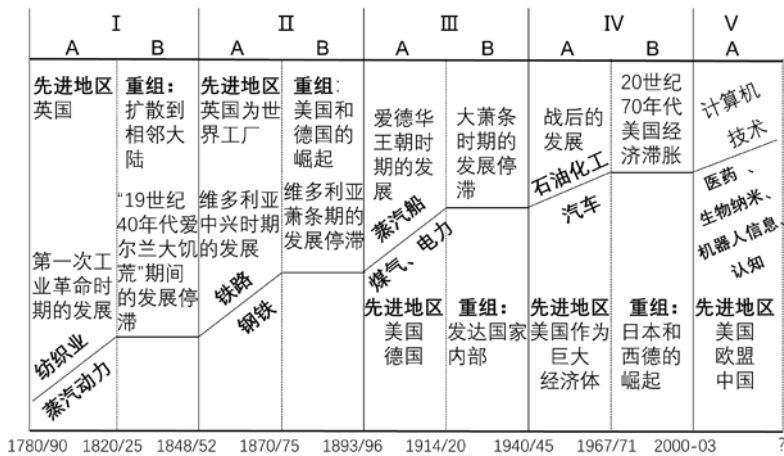 I
II
III
IV
V
A
B
A
B
A
B
A
B
A
先进地区
英国
重组：
扩散到
相邻大
陆
先进地区
英国为世
界工厂
重组：
美国和
德国的
崛起
爱德华
王朝时
期的发
展
大萧条
时期的
发展停
滞
战后的
发展
20世纪
70年代
美国经
济滞胀
计算机
技术
第一次工
业革命时
期的发展
“19世纪
40年代爱
尔兰大饥
荒”期间
的发展停
滞
维多利亚
中兴时期
的发展
维多利亚
萧条期的
发展停滞
纺织业
蒸汽动力
铁路
钢铁
蒸汽船
煤气、电力
石油化工
汽车
医药、
生物纳米、
机器人信息、
认知
先进地区
美国
德国
重组：
发达国家
内部
先进地区
美国作为
巨大
经济体
重组：
日本和
西德的
崛起
先进地区
美国
欧盟
中国
1780/90 1820/25 1848/52 1870/75 1893/96 1914/20 1940/45 1967/71 2000-03 ?